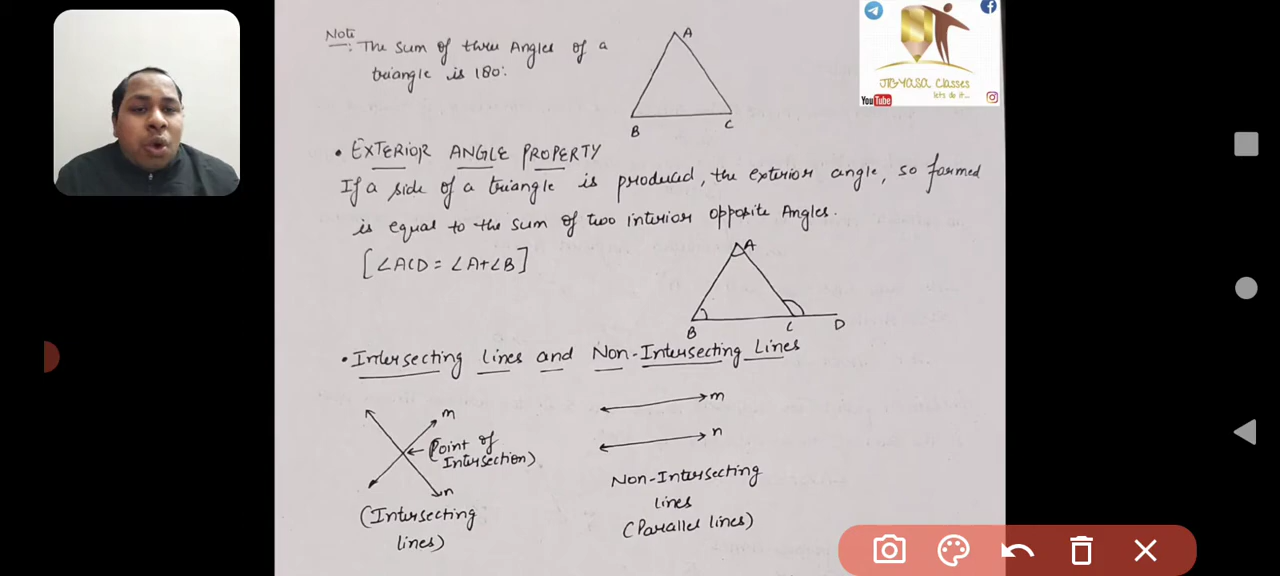 Note: The Sum of three Angles of a
triangle is 180°.
A
B
C
JIGYASA Classes
lets do it...
YouTube
• EXTERIOR ANGLE PROPERTY
If a side of a triangle is produced, the exterior angle, so formed
is equal to the sum of two interior opposite Angles.
[∠ACD = ∠A+∠B]
A
B
C
D
• Intersecting lines and Non-Intersecting Lines
m
(Point of
Intersection)
n
(Intersecting
lines)
m
n
Non-Intersecting
lines
(Parallel lines)